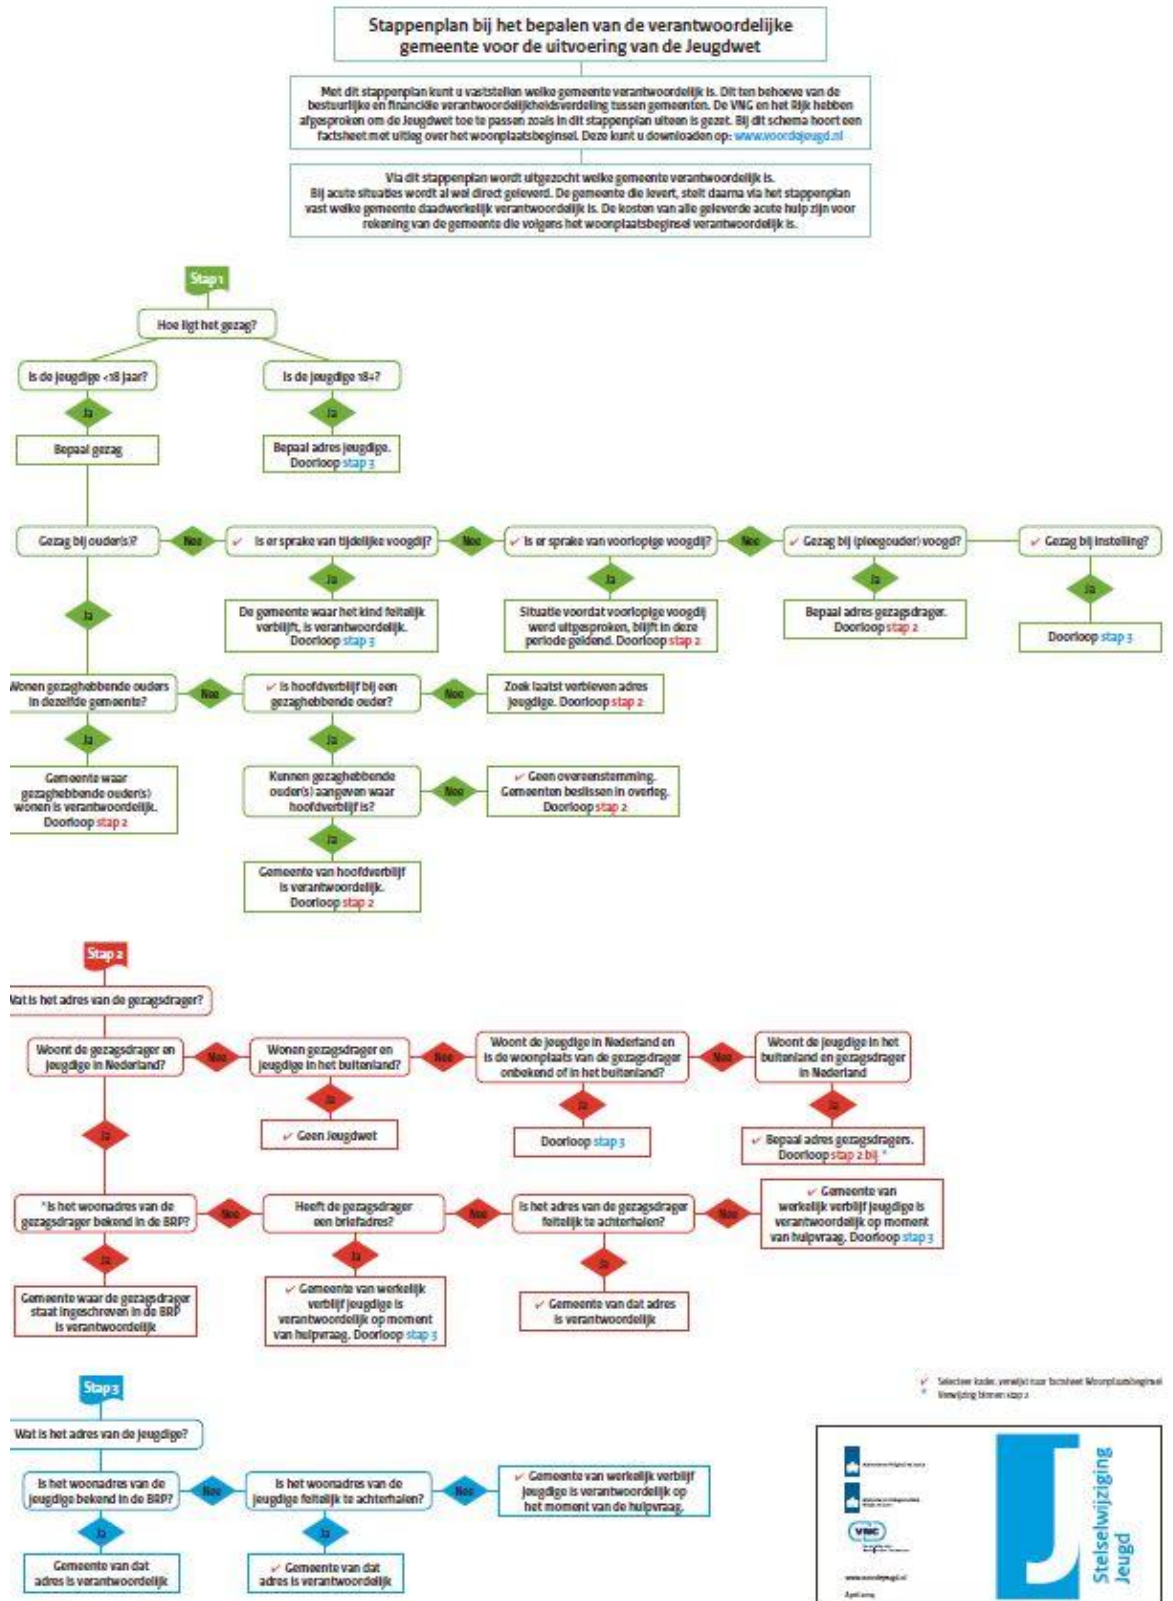 Stappenplan bij het bepalen van de verantwoordelijke
gemeente voor de uitvoering van de Jeugdwet
Met dit stappenplan kunt u vaststellen welke gemeente verantwoordelijk is. Dit ten behoeve van de
bestuurlijke en financiële verantwoordelijkheidsverdeling tussen gemeenten. De VNG en het Rijk hebben
afgesproken om de Jeugdwet toe te passen zoals in dit stappenplan uiteen is gezet. Bij dit schema hoort een
factsheet met uitleg over het woonplaatsbeginsel. Deze kunt u downloaden op: www.voordejeugd.nl
Via dit stappenplan wordt uitgezocht welke gemeente verantwoordelijk is.
Bij acute situaties wordt al wel direct geleverd. De gemeente die levert, stelt daarna via het stappenplan
vast welke gemeente daadwerkelijk verantwoordelijk is. De kosten van alle geleverde acute hulp zijn voor
rekening van de gemeente die volgens het woonplaatsbeginsel verantwoordelijk is.
Stap 1
Hoe ligt het gezag?
Is de jeugdige <18 jaar?
Is de jeugdige 18+?
Ja
Ja
Bepaal gezag
Bepaal adres jeugdige.
Doorloop stap 3
Gezag bij ouder(s)?
Nee
✓ Is er sprake van tijdelijke voogdij?
Nee
✓ Is er sprake van voorlopige voogdij?
Nee
✓ Gezag bij (pleegouder) voogd?
✓ Gezag bij instelling?
Ja
Ja
Ja
Ja
Ja
De gemeente waar het kind feitelijk
verblijft, is verantwoordelijk.
Doorloop stap 3
Situatie voordat voorlopige voogdij
werd uitgesproken, blijft in deze
periode geldend. Doorloop stap 2
Bepaal adres gezagsdrager.
Doorloop stap 2
Doorloop stap 3
Wonen gezaghebbende ouders
in dezelfde gemeente?
Nee
✓ Is hoofdverblijf bij een
gezaghebbende ouder?
Nee
Zoek laatst verbleven adres
jeugdige. Doorloop stap 2
Ja
Ja
Gemeente waar
gezaghebbende ouder(s)
wonen is verantwoordelijk.
Doorloop stap 2
Kunnen gezaghebbende
ouder(s) aangeven waar
hoofdverblijf is?
Nee
✓ Geen overeenstemming.
Gemeenten beslissen in overleg.
Doorloop stap 2
Ja
Gemeente van hoofdverblijf
is verantwoordelijk.
Doorloop stap 2
Stap 2
Wat is het adres van de gezagsdrager?
Woont de gezagsdrager en
jeugdige in Nederland?
Nee
Wonen gezagsdrager en
jeugdige in het buitenland?
Nee
Woont de jeugdige in Nederland en
is de woonplaats van de gezagsdrager
onbekend of in het buitenland?
Nee
Woont de jeugdige in het
buitenland en gezagsdrager
in Nederland
Ja
Ja
Ja
Ja
✓ Geen Jeugdwet
Doorloop stap 3
✓ Bepaal adres gezagsdragers.
Doorloop stap 2 bij *
*Is het woonadres van de
gezagsdrager bekend in de BRP?
Nee
Heeft de gezagsdrager
een briefadres?
Nee
Is het adres van de gezagsdrager
feitelijk te achterhalen?
Nee
✓ Gemeente van
werkelijk verblijf jeugdige is
verantwoordelijk op moment
van hulpvraag. Doorloop stap 3
Ja
Ja
Ja
Gemeente waar de gezagsdrager
staat ingeschreven in de BRP
is verantwoordelijk
✓ Gemeente van werkelijk
verblijf jeugdige is
verantwoordelijk op moment
van hulpvraag. Doorloop stap 3
✓ Gemeente van dat adres
is verantwoordelijk
Stap 3
Wat is het adres van de jeugdige?
Is het woonadres van de
jeugdige bekend in de BRP?
Nee
Is het woonadres van de
jeugdige feitelijk te achterhalen?
Nee
✓ Gemeente van werkelijk verblijf
jeugdige is verantwoordelijk op
het moment van de hulpvraag.
Ja
Ja
Gemeente van dat
adres is verantwoordelijk
✓ Gemeente van dat
adres is verantwoordelijk
✓ Selecteer kader, verwijst naar factsheet Woonplaatsbeginsel
* Verwijzing binnen stap 2
VNG
www.voordejeugd.nl
Stelselwijziging
Jeugd